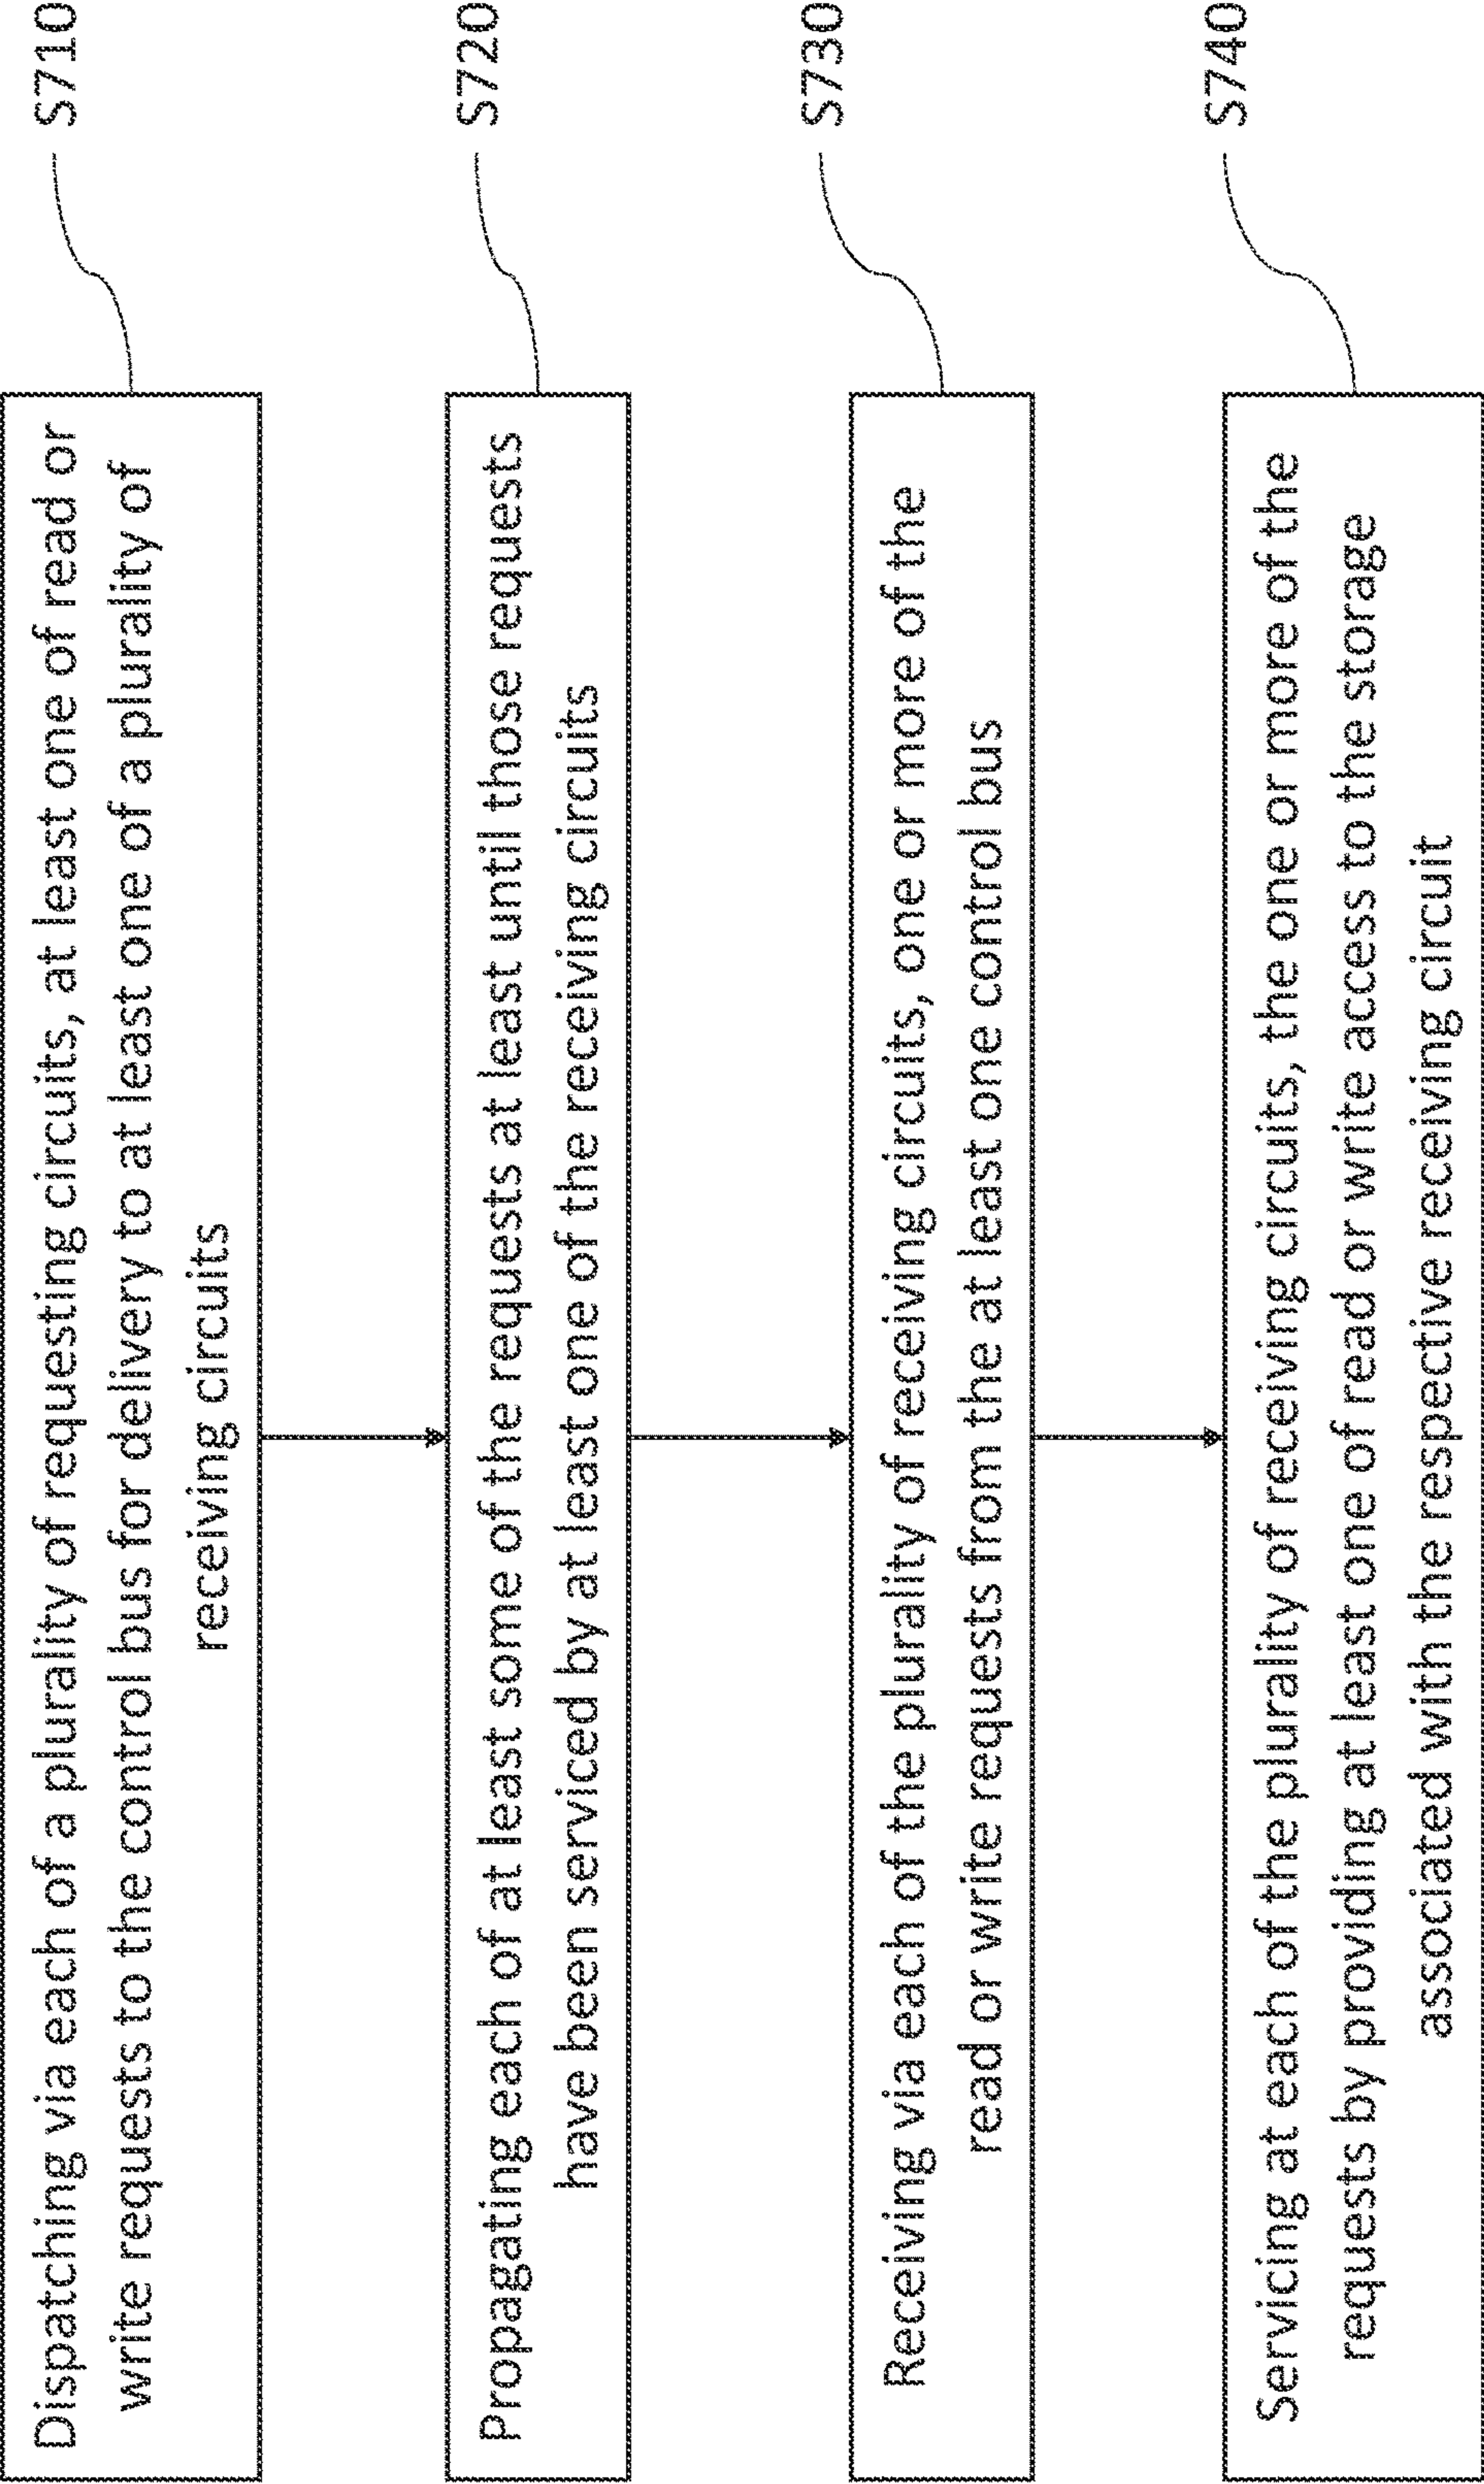 Dispatching via each of a plurality of requesting circuits, at least one of read or
write requests to the control bus for delivery to at least one of a plurality of
receiving circuits
S710
Propagating each of at least some of the requests at least until those requests
have been serviced by at least one of the receiving circuits
S720
Receiving via each of the plurality of receiving circuits, one or more of the
read or write requests from the at least one control bus
S730
Servicing at each of the plurality of receiving circuits, the one or more of the
requests by providing at least one of read or write access to the storage
associated with the respective receiving circuit
S740